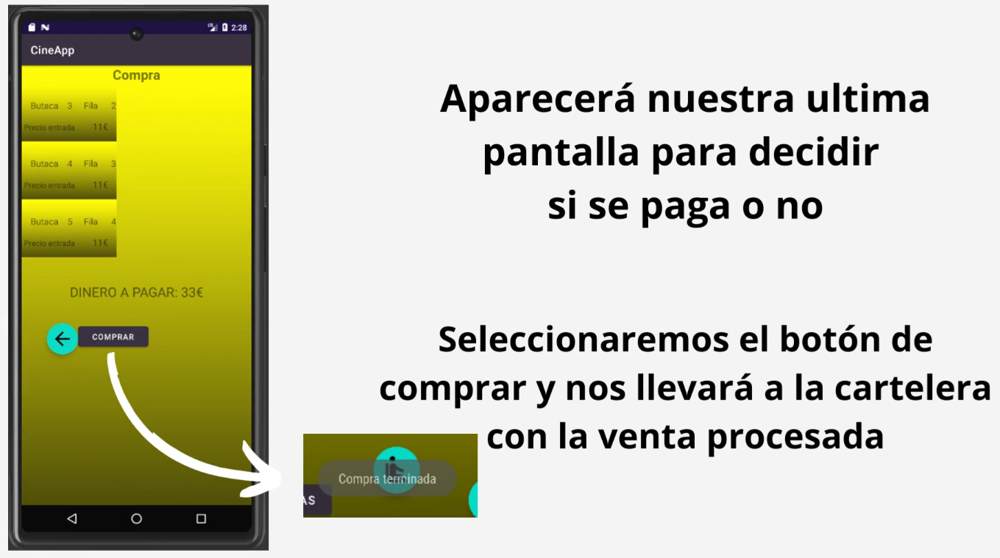 2:28
CineApp
Compra
Butaca 3 Fila 2
Precio entrada 11€
Butaca 4 Fila 3
Precio entrada 11€
Butaca 5 Fila 4
Precio entrada 11€
DINERO A PAGAR: 33€
COMPRAR
Aparecerá nuestra ultima
pantalla para decidir
si se paga o no
Seleccionaremos el botón de
comprar y nos llevará a la cartelera
con la venta procesada
Compra terminada
AS